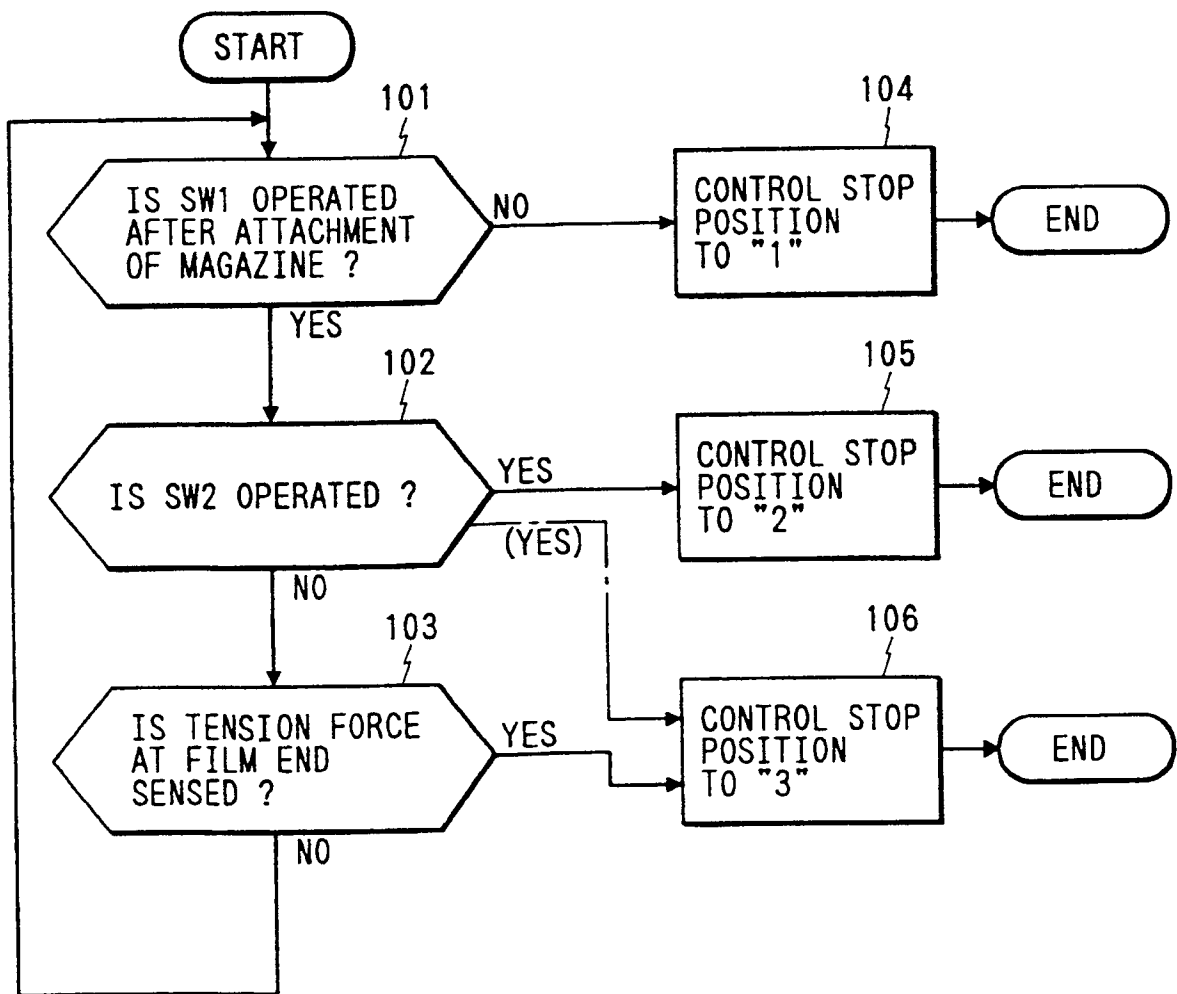 START
101
IS SW1 OPERATED
AFTER ATTACHMENT
OF MAGAZINE ?
NO
YES
104
CONTROL STOP
POSITION
TO "1"
END
102
IS SW2 OPERATED ?
YES
(YES)
NO
105
CONTROL STOP
POSITION
TO "2"
END
103
IS TENSION FORCE
AT FILM END
SENSED ?
YES
NO
106
CONTROL STOP
POSITION
TO "3"
END